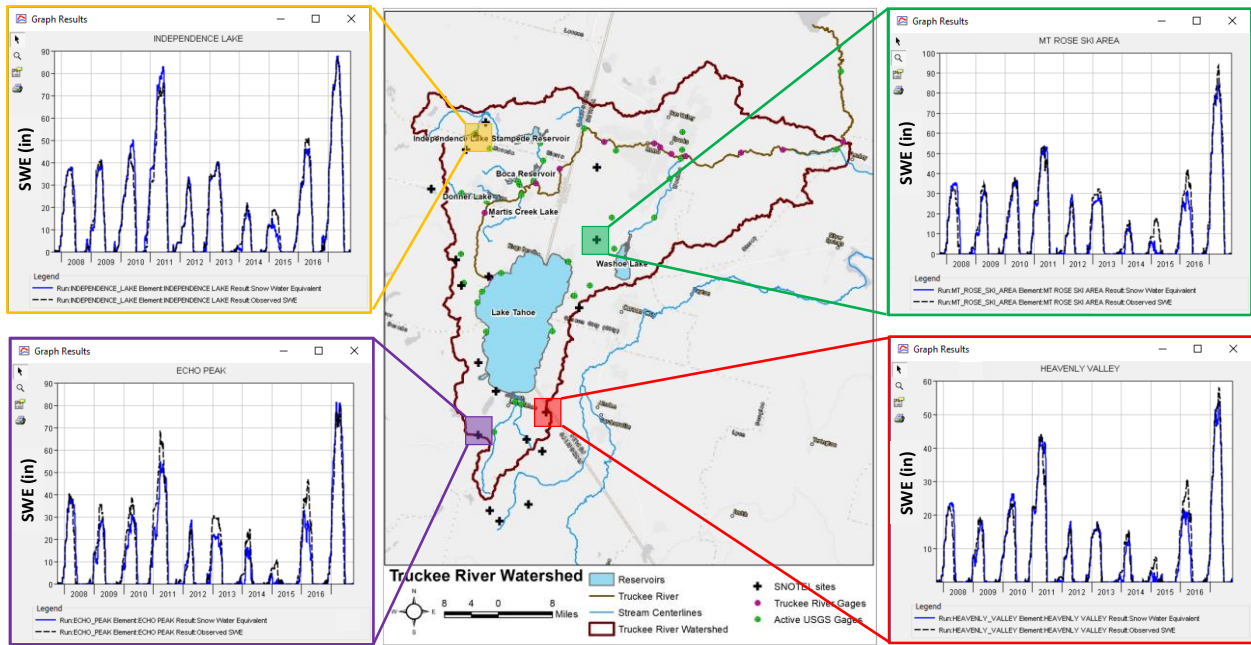 Graph Results
INDEPENDENCE LAKE
SWE (in)
90
80
70
60
50
40
30
20
10
0
2008 2009 2010 2011 2012 2013 2014 2015 2016
Legend
Run:INDEPENDENCE_LAKE Element:INDEPENDENCE LAKE Result:Snow Water Equivalent
Run:INDEPENDENCE_LAKE Element:INDEPENDENCE LAKE Result:Observed SWE
Graph Results
MT ROSE SKI AREA
SWE (in)
100
90
80
70
60
50
40
30
20
10
0
2008 2009 2010 2011 2012 2013 2014 2015 2016
Legend
Run:MT_ROSE_SKI_AREA Element:MT ROSE SKI AREA Result:Snow Water Equivalent
Run:MT_ROSE_SKI_AREA Element:MT ROSE SKI AREA Result:Observed SWE
Independence Lake Stampede Reservoir
Boca Reservoir
Donner Lake
Martis Creek Lake
Washoe Lake
Lake Tahoe
Graph Results
ECHO PEAK
SWE (in)
90
80
70
60
50
40
30
20
10
0
2008 2009 2010 2011 2012 2013 2014 2015 2016
Legend
Run:ECHO_PEAK Element:ECHO PEAK Result:Snow Water Equivalent
Run:ECHO_PEAK Element:ECHO PEAK Result:Observed SWE
Graph Results
HEAVENLY VALLEY
SWE (in)
60
50
40
30
20
10
2008 2009 2010 2011 2012 2013 2014 2015 2016
Legend
Run:HEAVENLY_VALLEY Element:HEAVENLY VALLEY Result:Snow Water Equivalent
Run:HEAVENLY_VALLEY Element:HEAVENLY VALLEY Result:Observed SWE
Truckee River Watershed
N
W E
S
8 4 0 8
Miles
Reservoirs
Truckee River
Stream Centerlines
Truckee River Watershed
SNOTEL sites
Truckee River Gages
Active USGS Gages